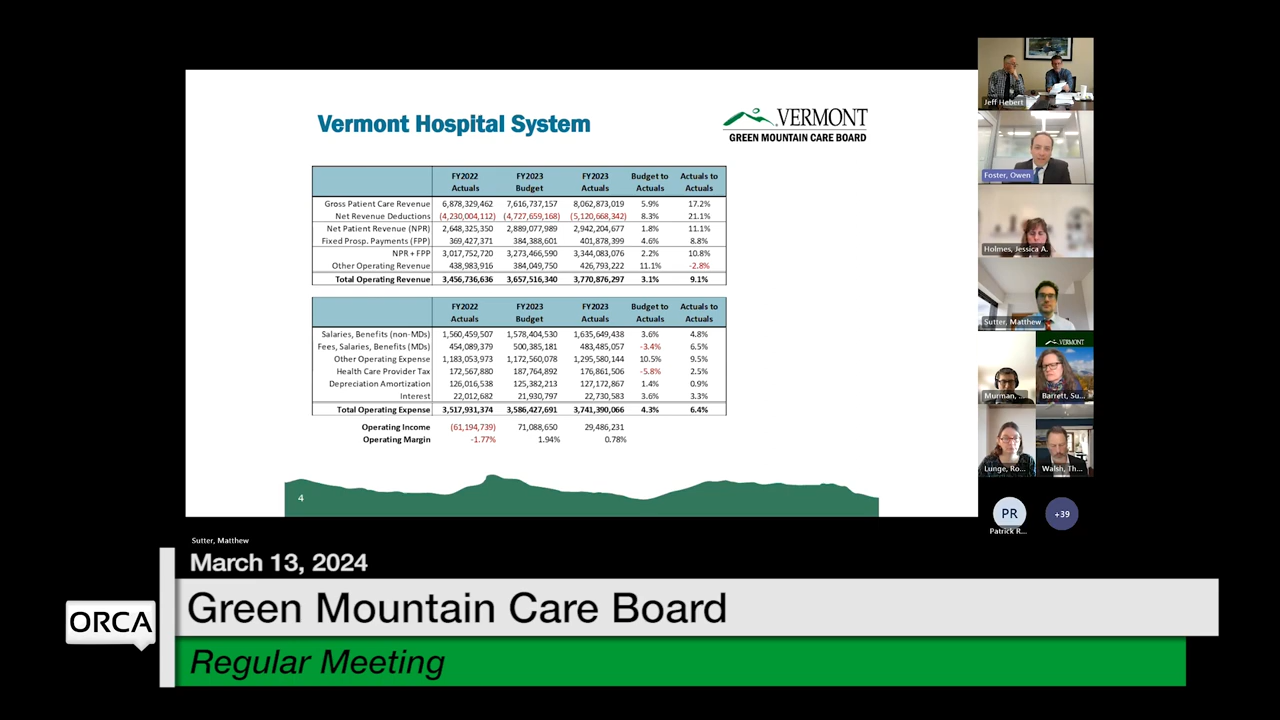 Vermont Hospital System
VERMONT
GREEN MOUNTAIN CARE BOARD
FY2022 Actuals FY2023 Budget FY2023 Actuals Budget to Actuals Actuals to Actuals
Gross Patient Care Revenue 6,878,329,462 7,616,737,157 8,062,873,019 5.9% 17.2%
Net Revenue Deductions (4,230,004,112) (4,727,659,168) (5,120,668,342) 8.3% 21.1%
Net Patient Revenue (NPR) 2,648,325,350 2,889,077,989 2,942,204,677 1.8% 11.1%
Fixed Prosp. Payments (FPP) 369,427,371 384,388,601 401,878,399 4.6% 8.8%
NPR + FPP 3,017,752,720 3,273,466,590 3,344,083,076 2.2% 10.8%
Other Operating Revenue 438,983,916 384,049,750 426,793,222 11.1% -2.8%
Total Operating Revenue 3,456,736,636 3,657,516,340 3,770,876,297 3.1% 9.1%
FY2022 Actuals FY2023 Budget FY2023 Actuals Budget to Actuals Actuals to Actuals
Salaries, Benefits (non-MDs) 1,560,459,507 1,578,404,530 1,635,649,438 3.6% 4.8%
Fees, Salaries, Benefits (MDs) 454,089,379 500,385,181 483,485,057 -3.4% 6.5%
Other Operating Expense 1,183,053,973 1,172,560,078 1,295,580,144 10.5% 9.5%
Health Care Provider Tax 172,567,880 187,764,892 176,861,506 -5.8% 2.5%
Depreciation Amortization 126,016,538 125,382,213 127,172,867 1.4% 0.9%
Interest 22,012,682 21,930,797 22,730,583 3.6% 3.3%
Total Operating Expense 3,517,931,374 3,586,427,691 3,741,390,066 4.3% 6.4%
Operating Income (61,194,739) 71,088,650 29,486,231
Operating Margin -1.77% 1.94% 0.78%
4
Jeff Hebert
Foster, Owen
Holmes, Jessica A.
Sutter, Matthew
Murman, ...
VERMONT
Barrett, Su...
Lunge, Ro...
Walsh, Th...
PR
Patrick R...
+39
Sutter, Matthew
March 13, 2024
ORCA
Green Mountain Care Board
Regular Meeting